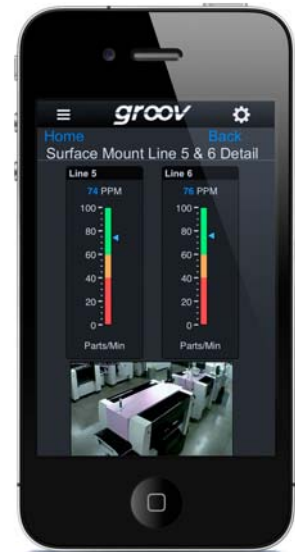 groov
Home Back
Surface Mount Line 5 & 6 Detail
Line 5 Line 6
74 PPM 76 PPM
100 100
80 80
60 60
40 40
20 20
0 0
Parts/Min Parts/Min